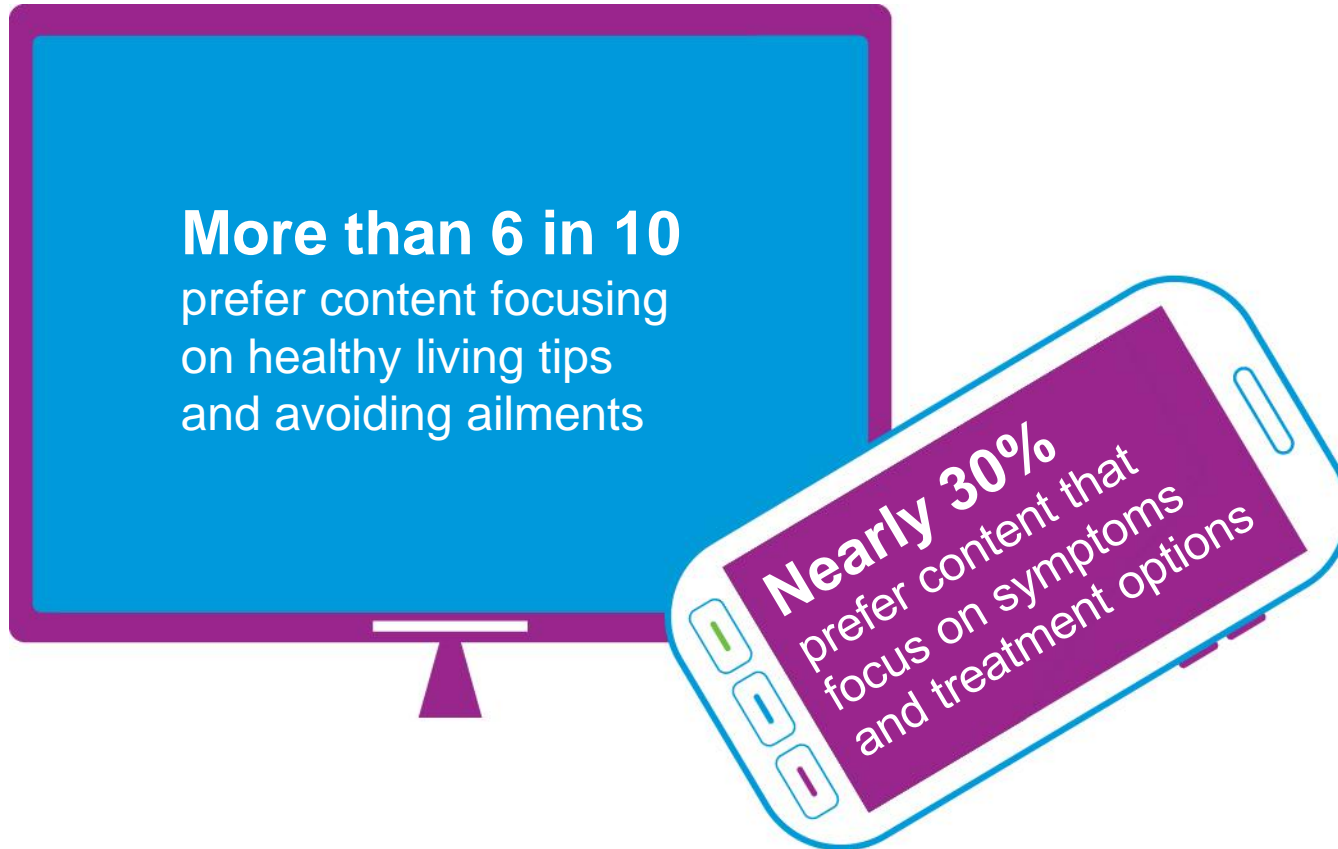 More than 6 in 10
prefer content focusing
on healthy living tips
and avoiding ailments
Nearly 30%
prefer content that
focus on symptoms
and treatment options